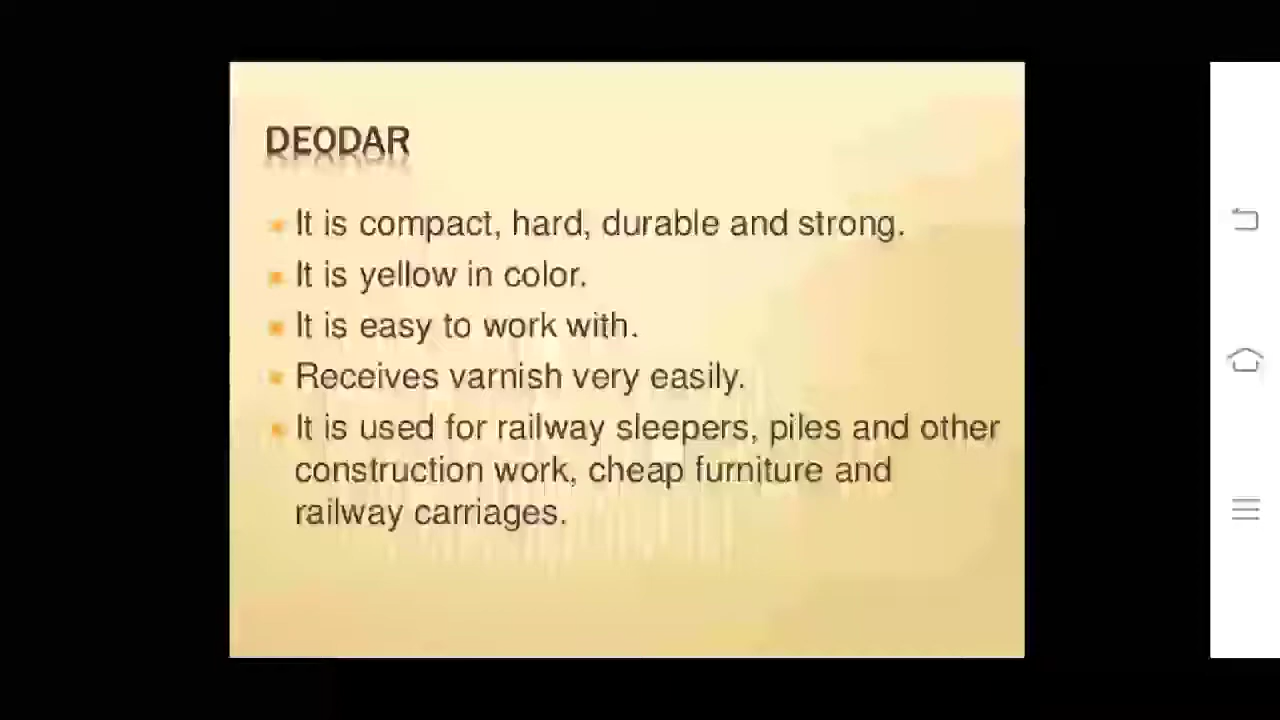 DEODAR
It is compact, hard, durable and strong.
It is yellow in color.
It is easy to work with.
Receives varnish very easily.
It is used for railway sleepers, piles and other
construction work, cheap furniture and
railway carriages.